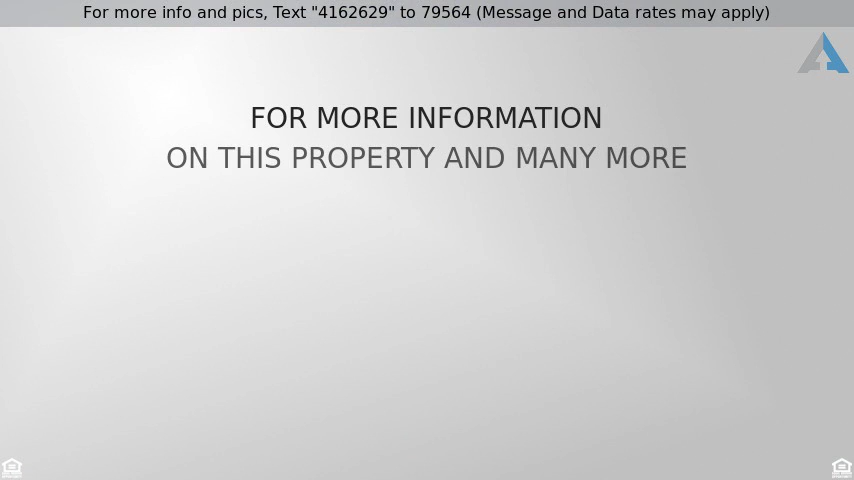 For more info and pics, Text "4162629" to 79564 (Message and Data rates may apply)
FOR MORE INFORMATION
ON THIS PROPERTY AND MANY MORE